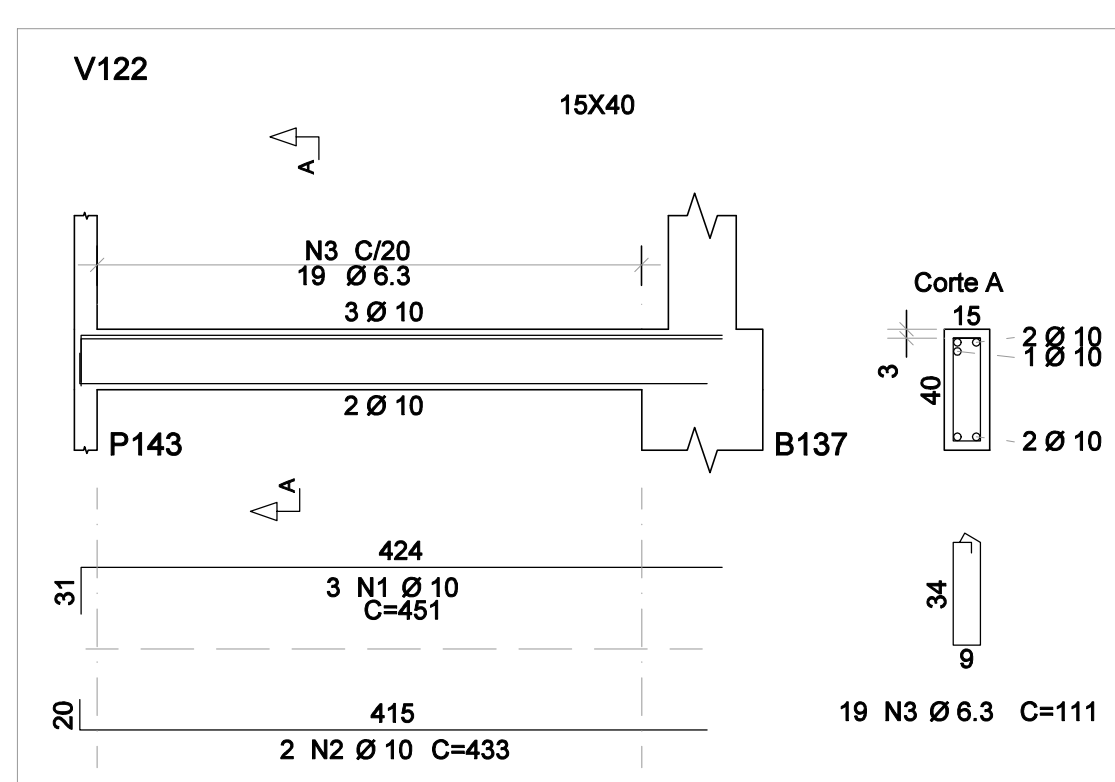 V122
15X40
A
N3 C/20
19 Ø 6.3
3 Ø 10
2 Ø 10
P143
B137
Corte A
15
3
40
2 Ø 10
1 Ø 10
2 Ø 10
A
424
31
3 N1 Ø 10
C=451
20
415
2 N2 Ø 10 C=433
34
9
19 N3 Ø 6.3 C=111